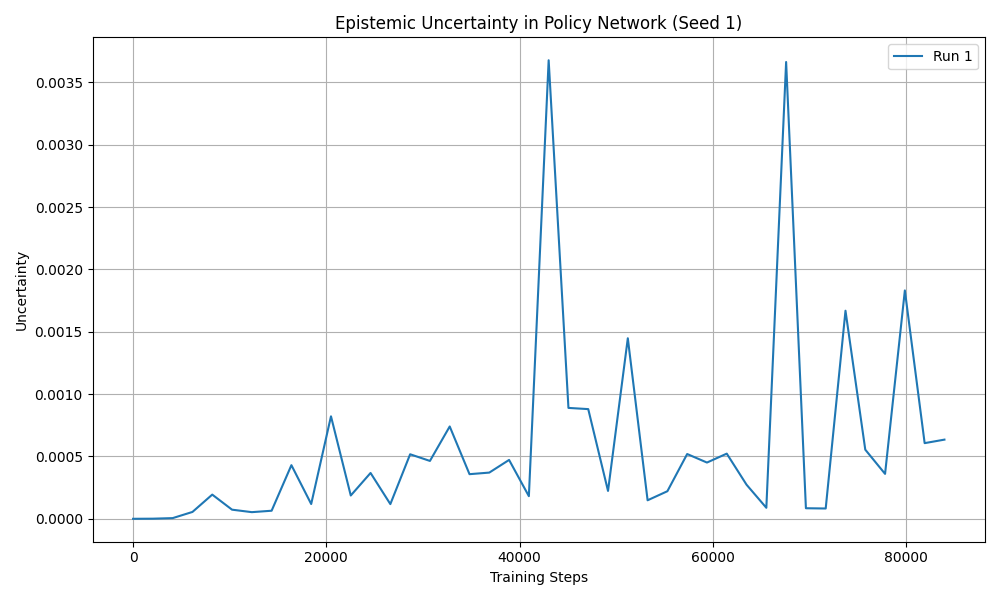 Epistemic Uncertainty in Policy Network (Seed 1)
Run 1
0.0035
0.0030
0.0025
0.0020
0.0015
0.0010
0.0005
0.0000
Uncertainty
0 20000 40000 60000 80000
Training Steps